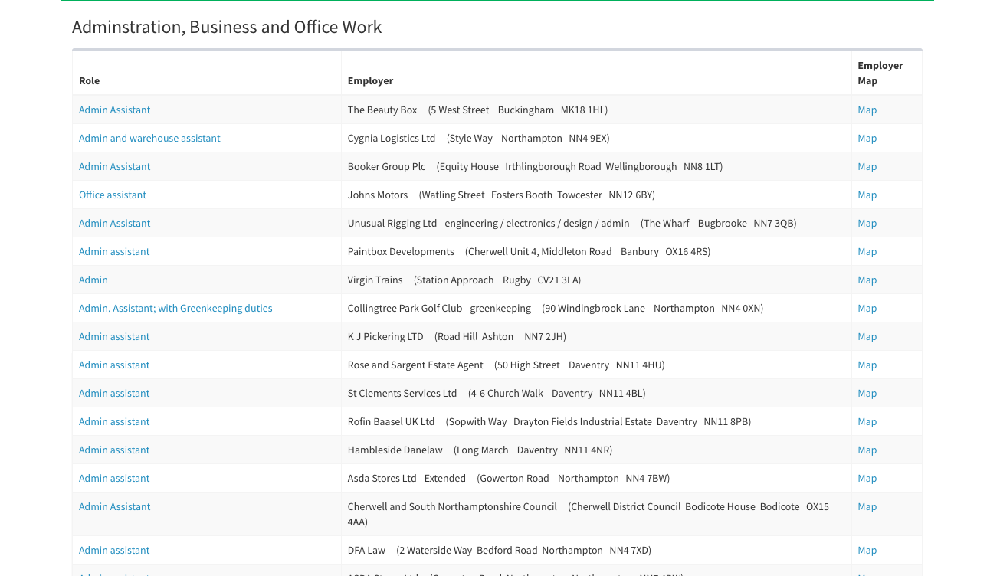 Adminstration, Business and Office Work
Role Employer Employer Map
Admin Assistant The Beauty Box (5 West Street Buckingham MK18 1HL) Map
Admin and warehouse assistant Cygnia Logistics Ltd (Style Way Northampton NN4 9EX) Map
Admin Assistant Booker Group Plc (Equity House Irthlingborough Road Wellingborough NN8 1LT) Map
Office assistant Johns Motors (Watling Street Fosters Booth Towcester NN12 6BY) Map
Admin Assistant Unusual Rigging Ltd - engineering / electronics / design / admin (The Wharf Bugbrooke NN7 3QB) Map
Admin assistant Paintbox Developments (Cherwell Unit 4, Middleton Road Banbury OX16 4RS) Map
Admin Virgin Trains (Station Approach Rugby CV21 3LA) Map
Admin. Assistant; with Greenkeeping duties Collingtree Park Golf Club - greenkeeping (90 Windingbrook Lane Northampton NN4 0XN) Map
Admin assistant K J Pickering LTD (Road Hill Ashton NN7 2JH) Map
Admin assistant Rose and Sargent Estate Agent (50 High Street Daventry NN11 4HU) Map
Admin assistant St Clements Services Ltd (4-6 Church Walk Daventry NN11 4BL) Map
Admin assistant Rofin Baasel UK Ltd (Sopwith Way Drayton Fields Industrial Estate Daventry NN11 8PB) Map
Admin assistant Hambleside Danelaw (Long March Daventry NN11 4NR) Map
Admin assistant Asda Stores Ltd - Extended (Gowerton Road Northampton NN4 7BW) Map
Admin Assistant Cherwell and South Northamptonshire Council (Cherwell District Council Bodicote House Bodicote OX15 Map
4AA)
Admin assistant DFA Law (2 Waterside Way Bedford Road Northampton NN4 7XD) Map